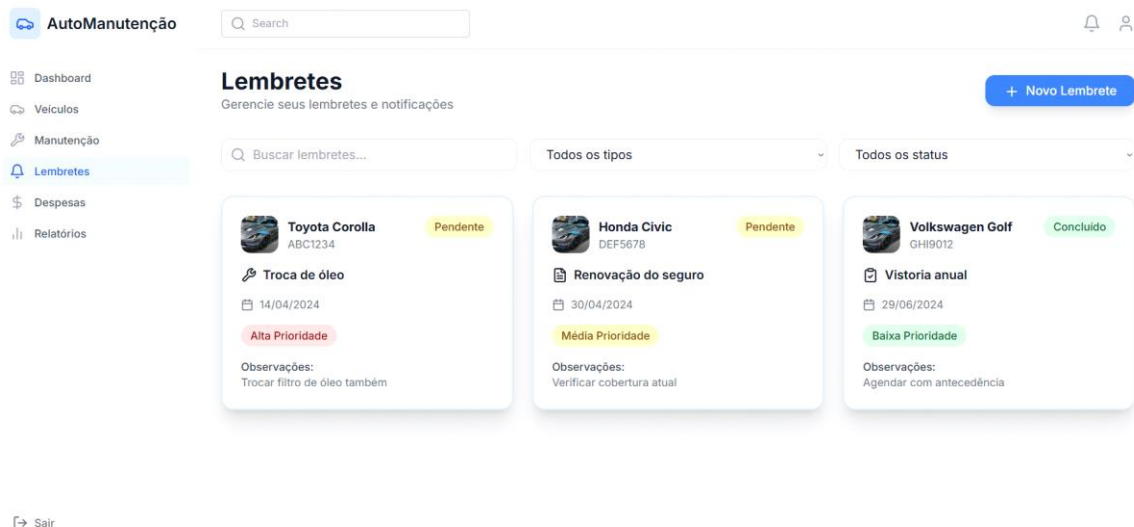 AutoManutenção
Search
Dashboard
Veículos
Manutenção
Lembretes
Despesas
Relatórios
Sair
Lembretes
Gerencie seus lembretes e notificações
+ Novo Lembrete
Buscar lembretes...
Todos os tipos
Todos os status
Toyota Corolla
Pendente
ABC1234
Troca de óleo
14/04/2024
Alta Prioridade
Observações:
Trocar filtro de óleo também
Honda Civic
Pendente
DEF5678
Renovação do seguro
30/04/2024
Média Prioridade
Observações:
Verificar cobertura atual
Volkswagen Golf
Concluído
GHI9012
Vistoria anual
29/06/2024
Baixa Prioridade
Observações:
Agendar com antecedência